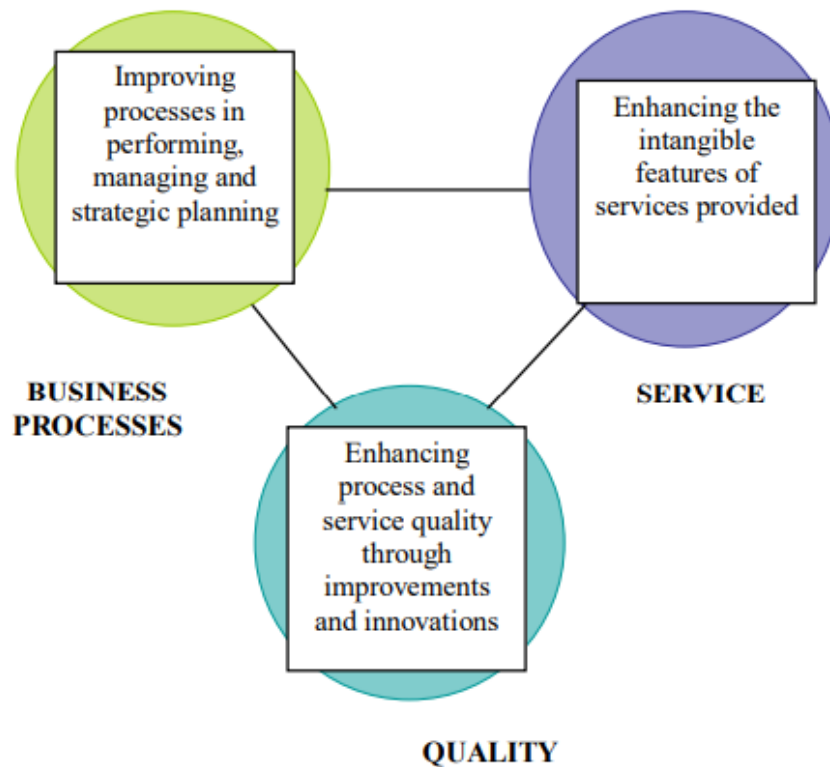 Improving
processes in
performing,
managing and
strategic planning
Enhancing the
intangible
features of
services provided
BUSINESS
PROCESSES
SERVICE
Enhancing
process and
service quality
through
improvements
and innovations
QUALITY